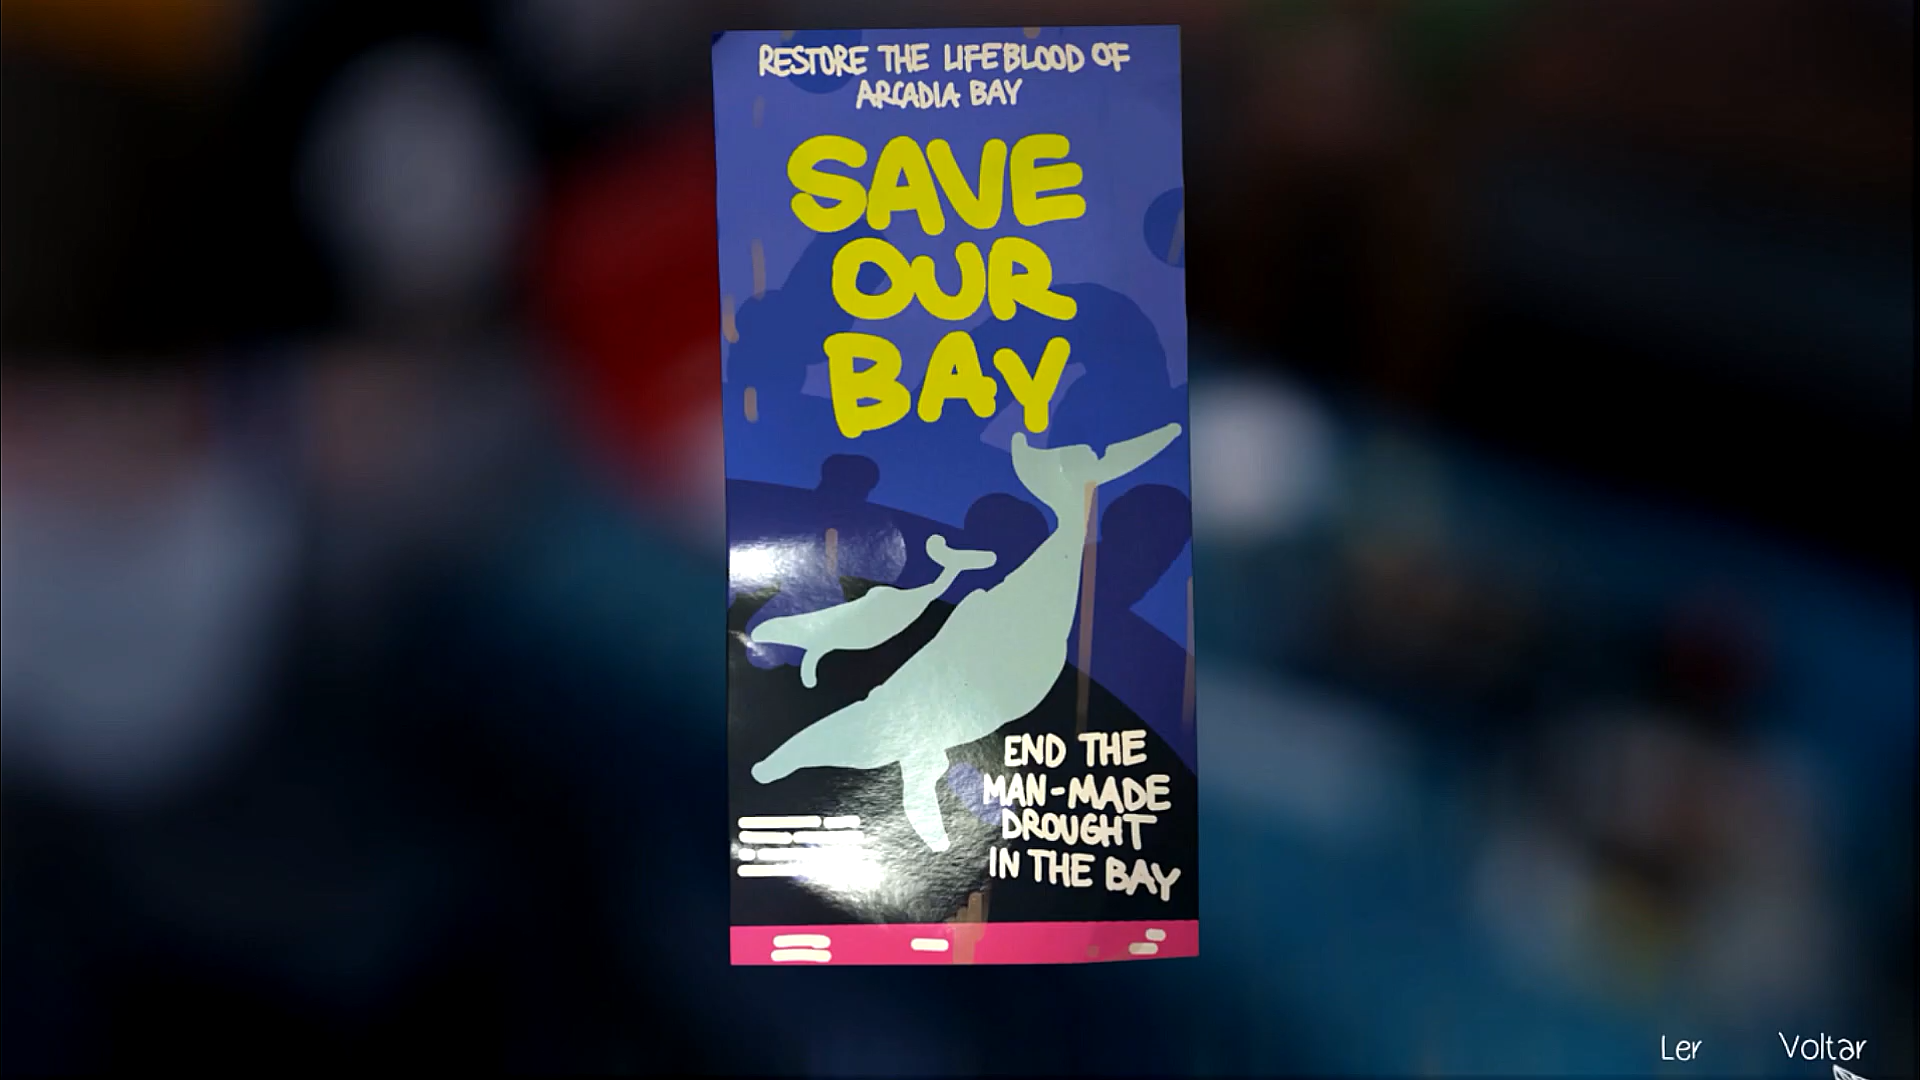 RESTORE THE LIFEBLOOD OF
ARCADIA BAY
SAVE
OUR
BAY
END THE
MAN-MADE
DROUGHT
IN THE BAY
Ler Voltar